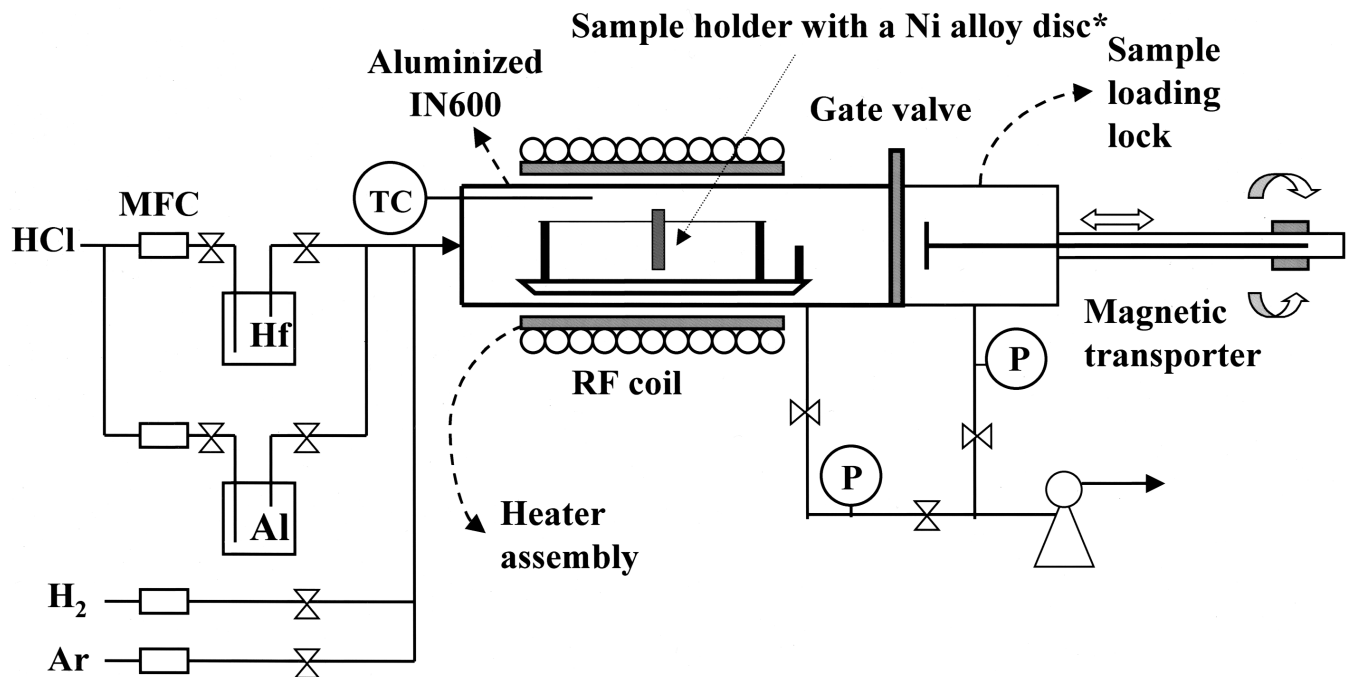 Sample holder with a Ni alloy disc*
Aluminized
IN600
Sample
loading
lock
Gate valve
TC
MFC
HCl
Hf
RF coil
Magnetic
transporter
P
P
Al
Heater
assembly
H₂
Ar